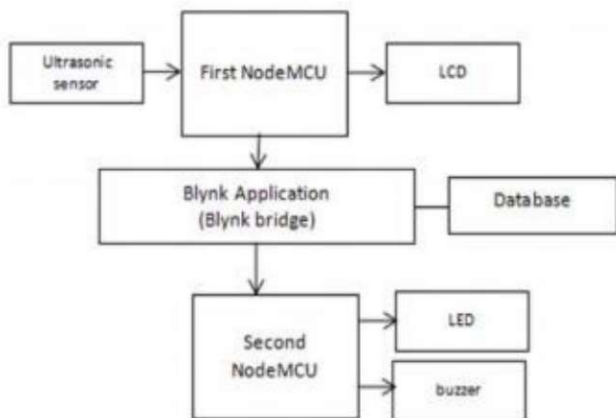 Ultrasonic
sensor
First NodeMCU
LCD
Blynk Application
(Blynk bridge)
Database
Second
NodeMCU
LED
buzzer